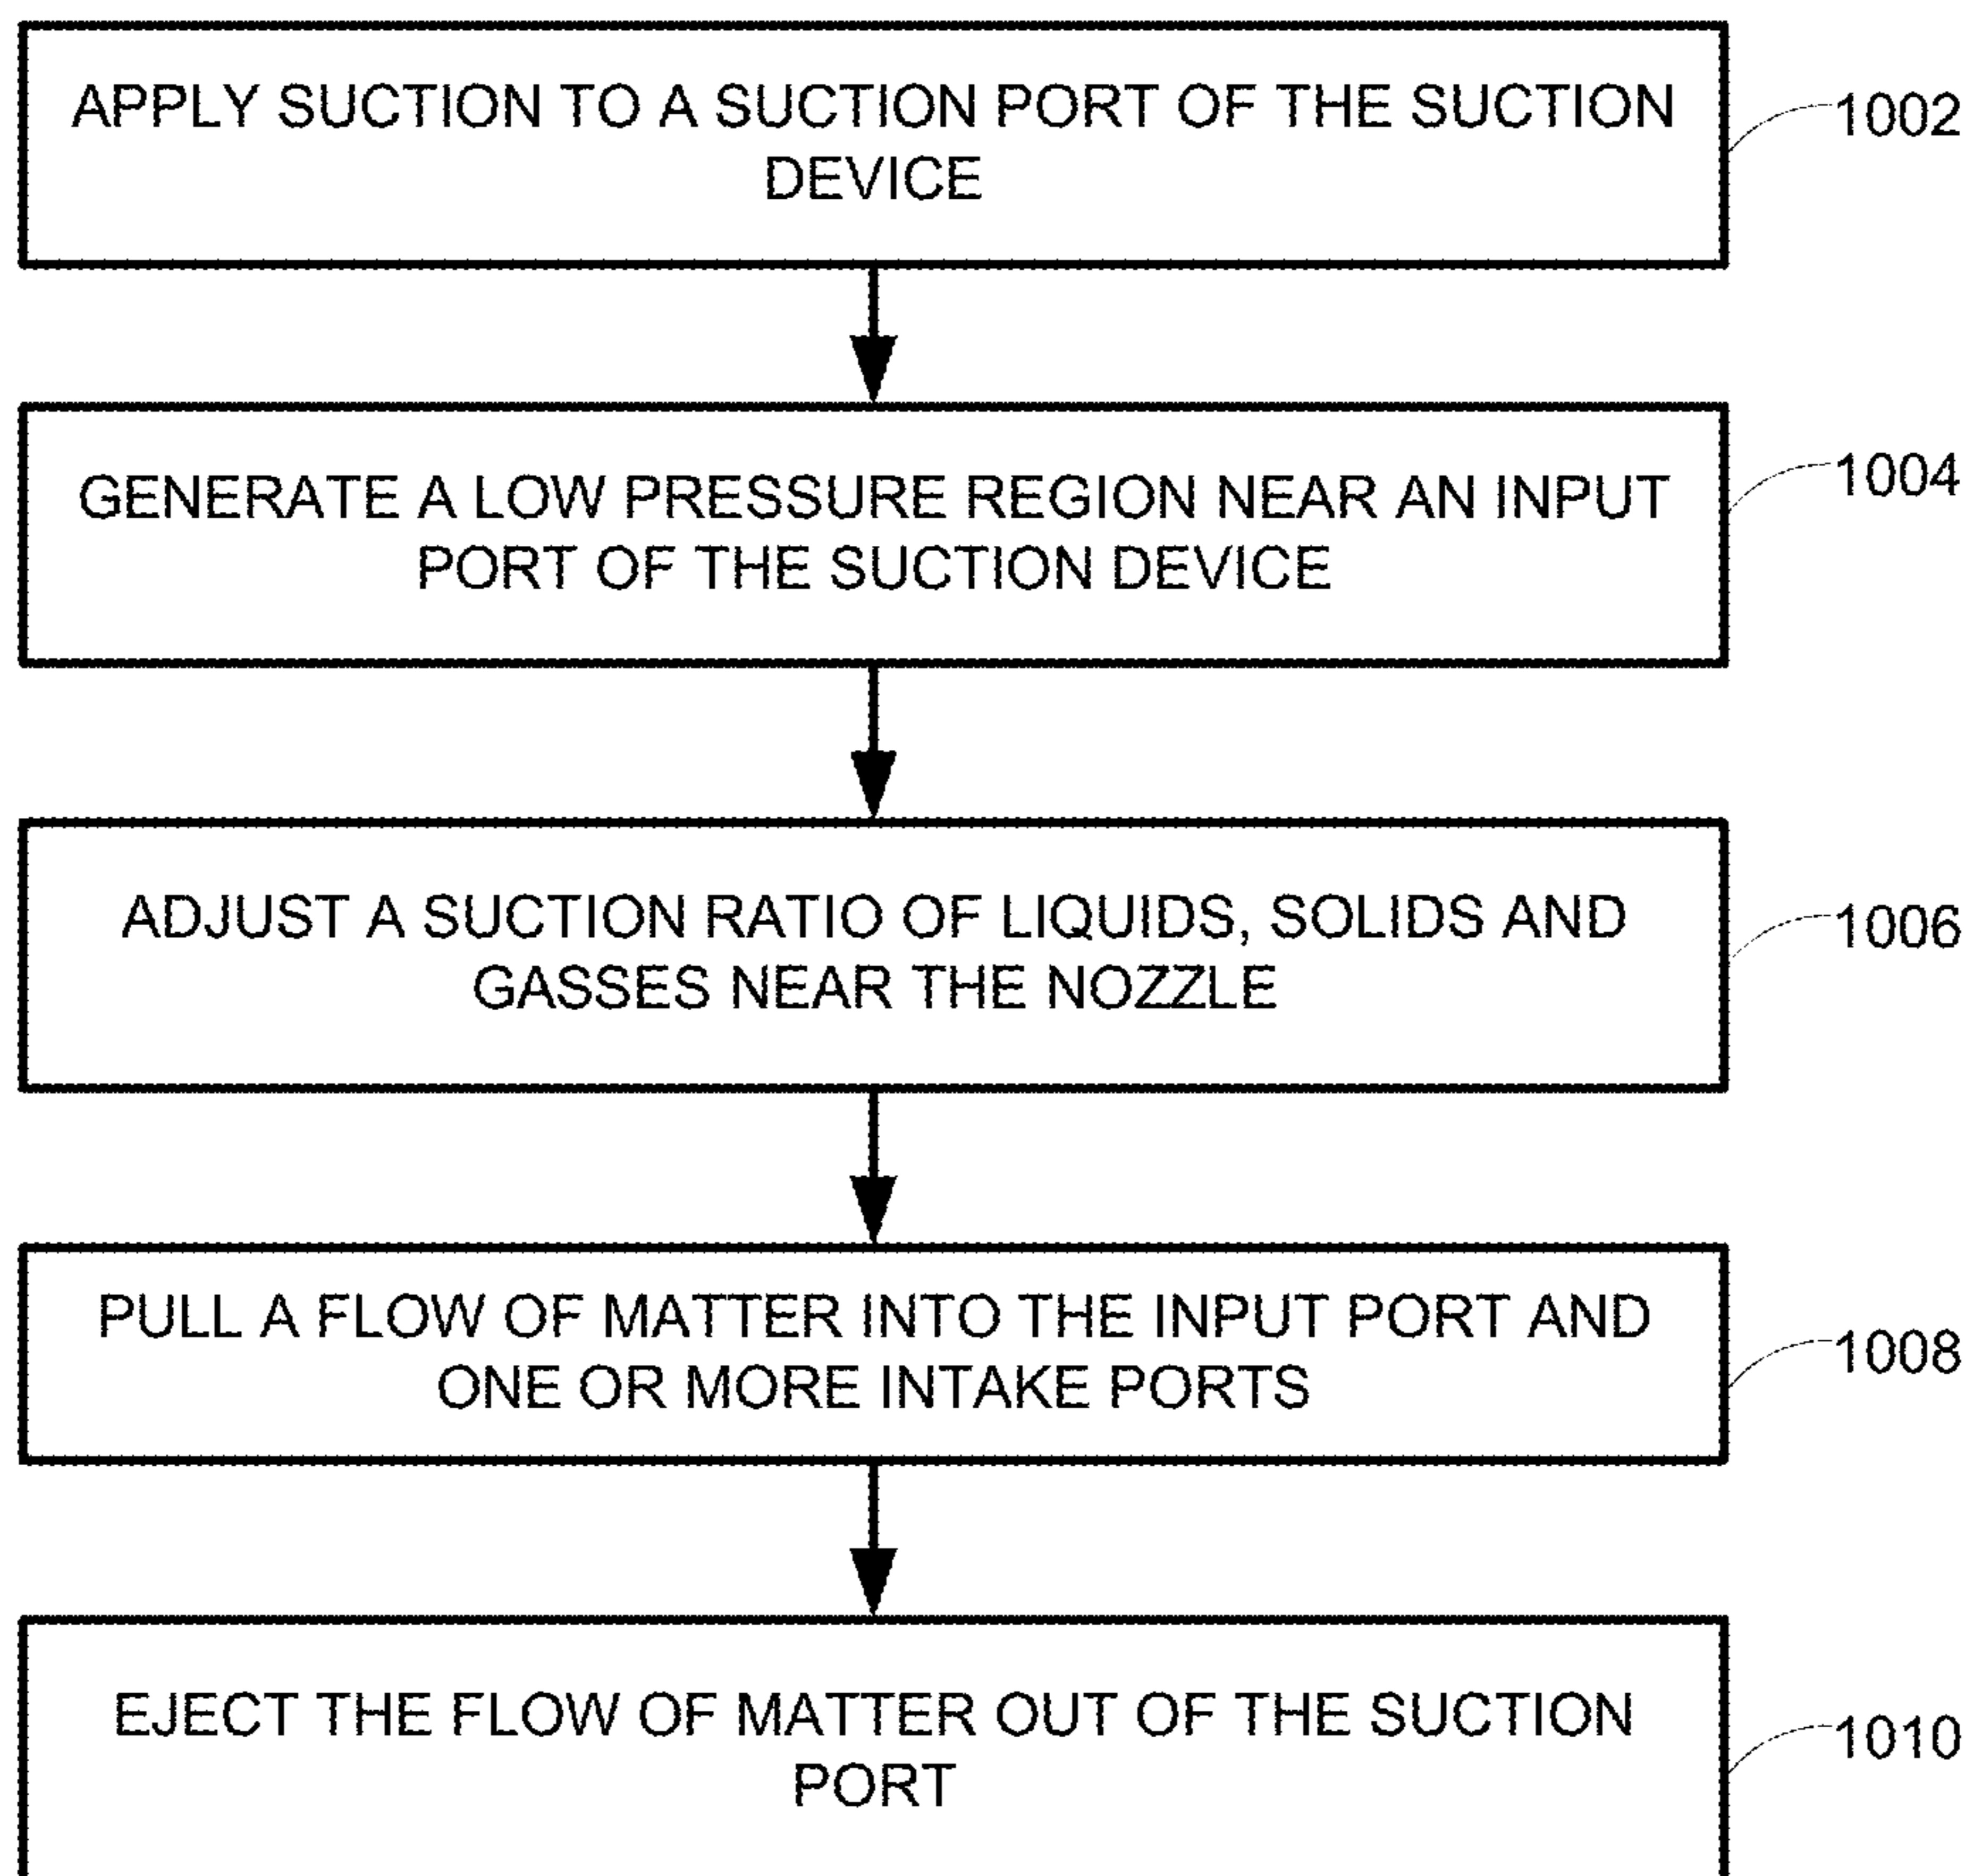 APPLY SUCTION TO A SUCTION PORT OF THE SUCTION
DEVICE
1002
GENERATE A LOW PRESSURE REGION NEAR AN INPUT
PORT OF THE SUCTION DEVICE
1004
ADJUST A SUCTION RATIO OF LIQUIDS, SOLIDS AND
GASSES NEAR THE NOZZLE
1006
PULL A FLOW OF MATTER INTO THE INPUT PORT AND
ONE OR MORE INTAKE PORTS
1008
EJECT THE FLOW OF MATTER OUT OF THE SUCTION
PORT
1010